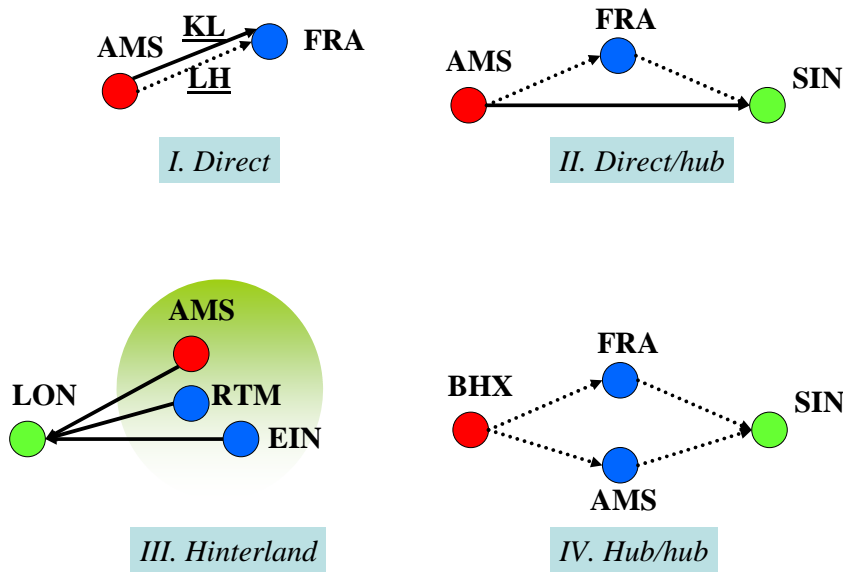 KL
AMS
FRA
LH
I. Direct
FRA
AMS
SIN
II. Direct/hub
AMS
LON
RTM
EIN
III. Hinterland
FRA
BHX
SIN
AMS
IV. Hub/hub